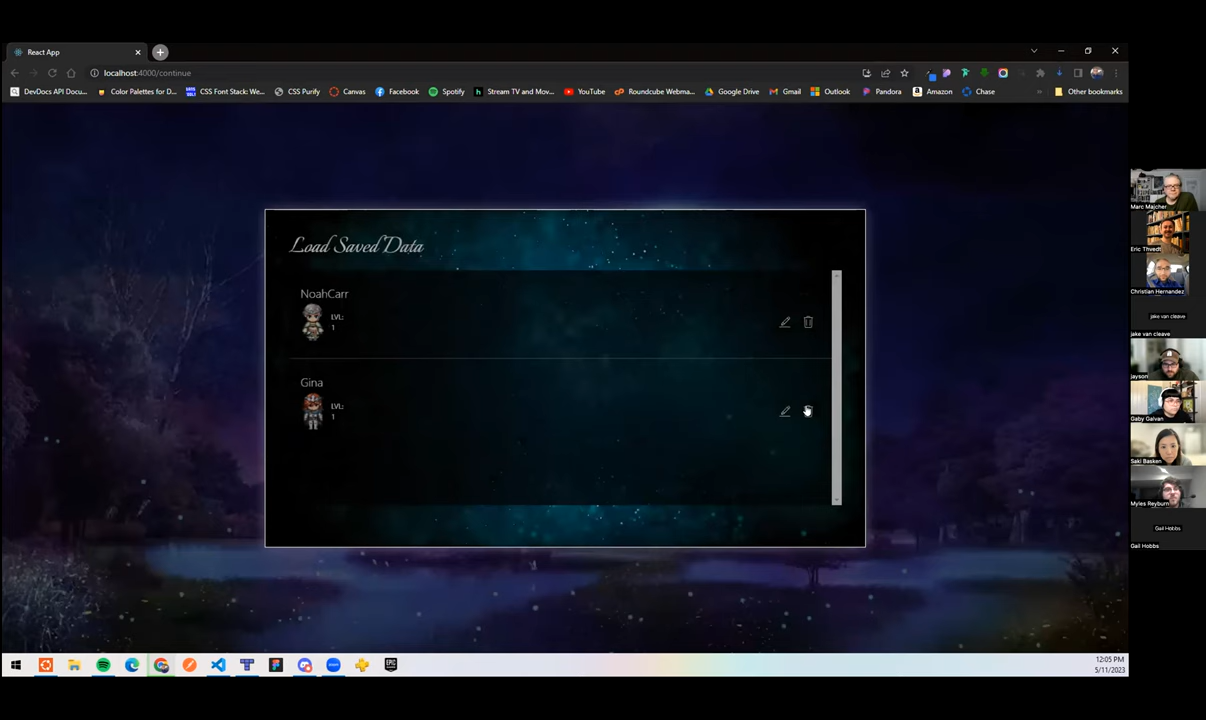 React App
localhost:4000/continue
DevDocs API Docu... Color Palettes for D... CSS Font Stack: We... CSS Purify Canvas Facebook Spotify Stream TV and Mov... YouTube Roundcube Webma... Google Drive Gmail Outlook Pandora Amazon Chase Other bookmarks
Load Saved Data
NoahCarr
LVL:
1
Gina
LVL:
1
Marc Majcher
Eric Thvedt
Christian Hernandez
jake van cleave
jake van cleave
jayson
Gaby Galvan
Saki Basken
Myles Reyburn
Gail Hobbs
Gail Hobbs
EPIC
12:05 PM
5/11/2023